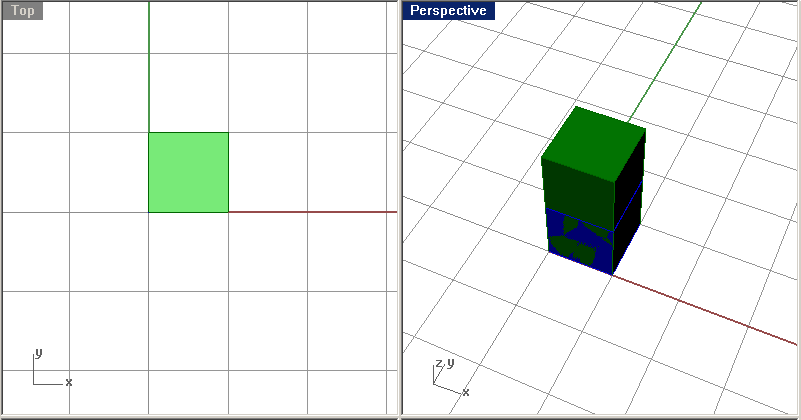 Top
Perspective
y
x
z y
x